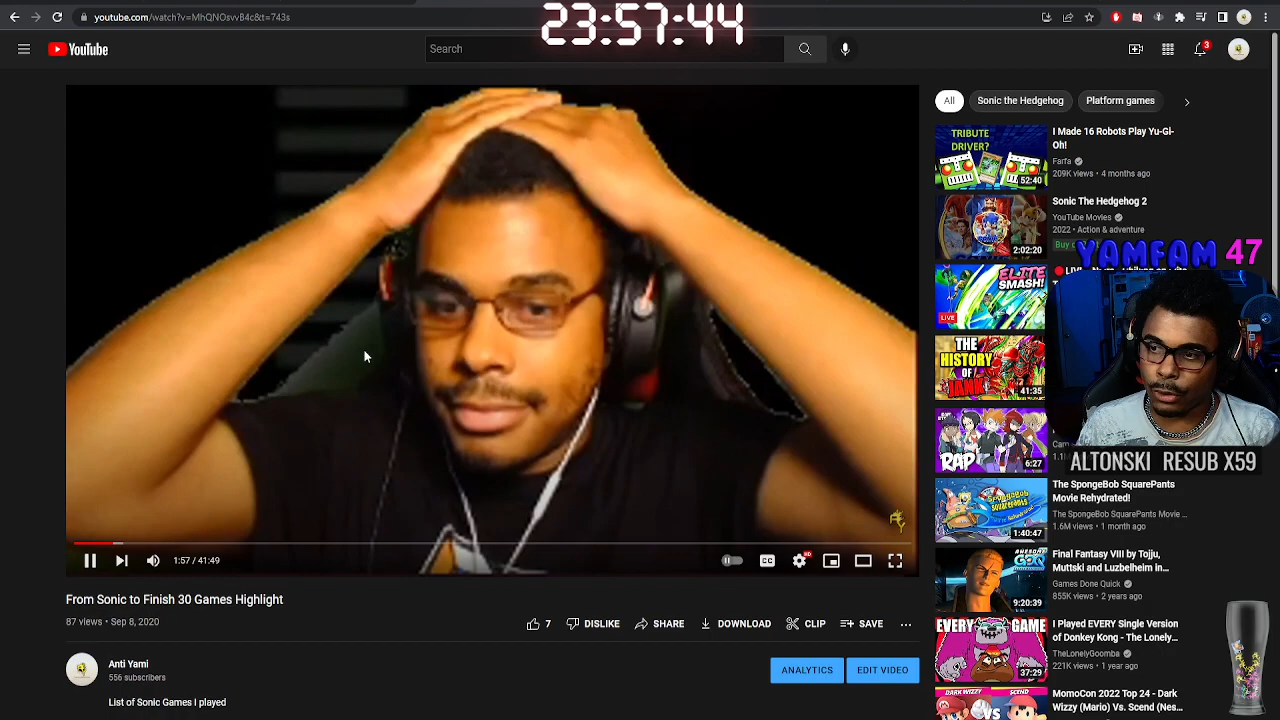 youtube.com/watch?v=MhQNOsvvB4c&t=743s
23:57:44
YouTube
Search
3
All
Sonic the Hedgehog
Platform games
TRIBUTE DRIVER?
52:40
I Made 16 Robots Play Yu-Gi-Oh!
Farfa
209K views • 4 months ago
2:02:20
Sonic The Hedgehog 2
YouTube Movies
2022 • Action & adventure
Buy
YAMFAM 47
ELITE SMASH!
LIVE
THE HISTORY OF JANK
41:35
RAP
6:27
ALTONSKI RESUB X59
1:40:47
The SpongeBob SquarePants Movie Rehydrated!
The SpongeBob SquarePants Movie ...
1.6M views • 1 month ago
9:20:39
Final Fantasy VIII by Tojju, Muttski and Luzbelheim in...
Games Done Quick
855K views • 2 years ago
EVERY GAME
37:29
I Played EVERY Single Version of Donkey Kong - The Lonely...
TheLonelyGoomba
221K views • 1 year ago
DARK WIZZY
5CEND
VS
MomoCon 2022 Top 24 - Dark Wizzy (Mario) Vs. Scend (Nes...
1:57 / 41:49
CC
HD
From Sonic to Finish 30 Games Highlight
87 views • Sep 8, 2020
7
DISLIKE
SHARE
DOWNLOAD
CLIP
SAVE
Anti Yami
556 subscribers
ANALYTICS
EDIT VIDEO
List of Sonic Games I played